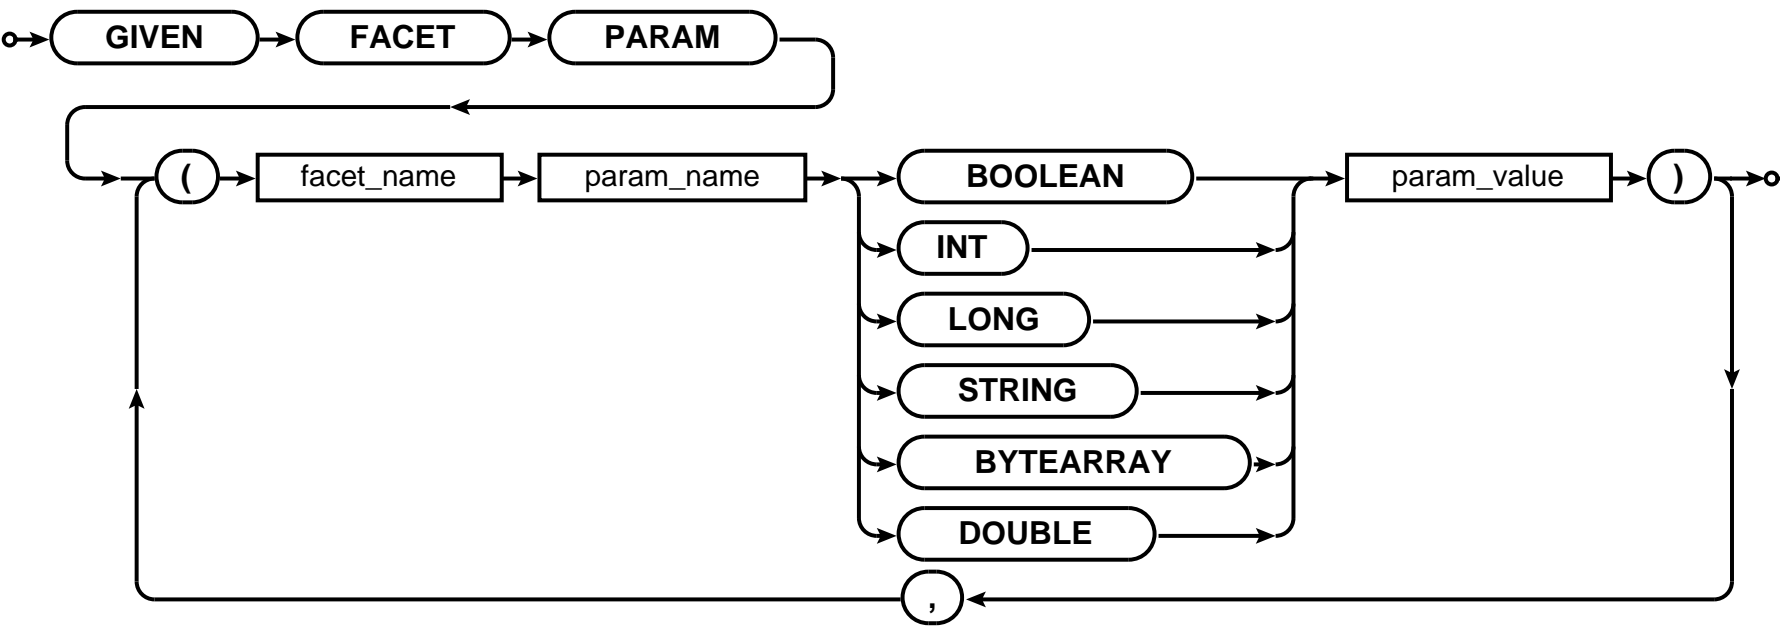 GIVEN FACET PARAM
( facet_name param_name BOOLEAN param_value )
INT
LONG
STRING
BYTEARRAY
DOUBLE
,